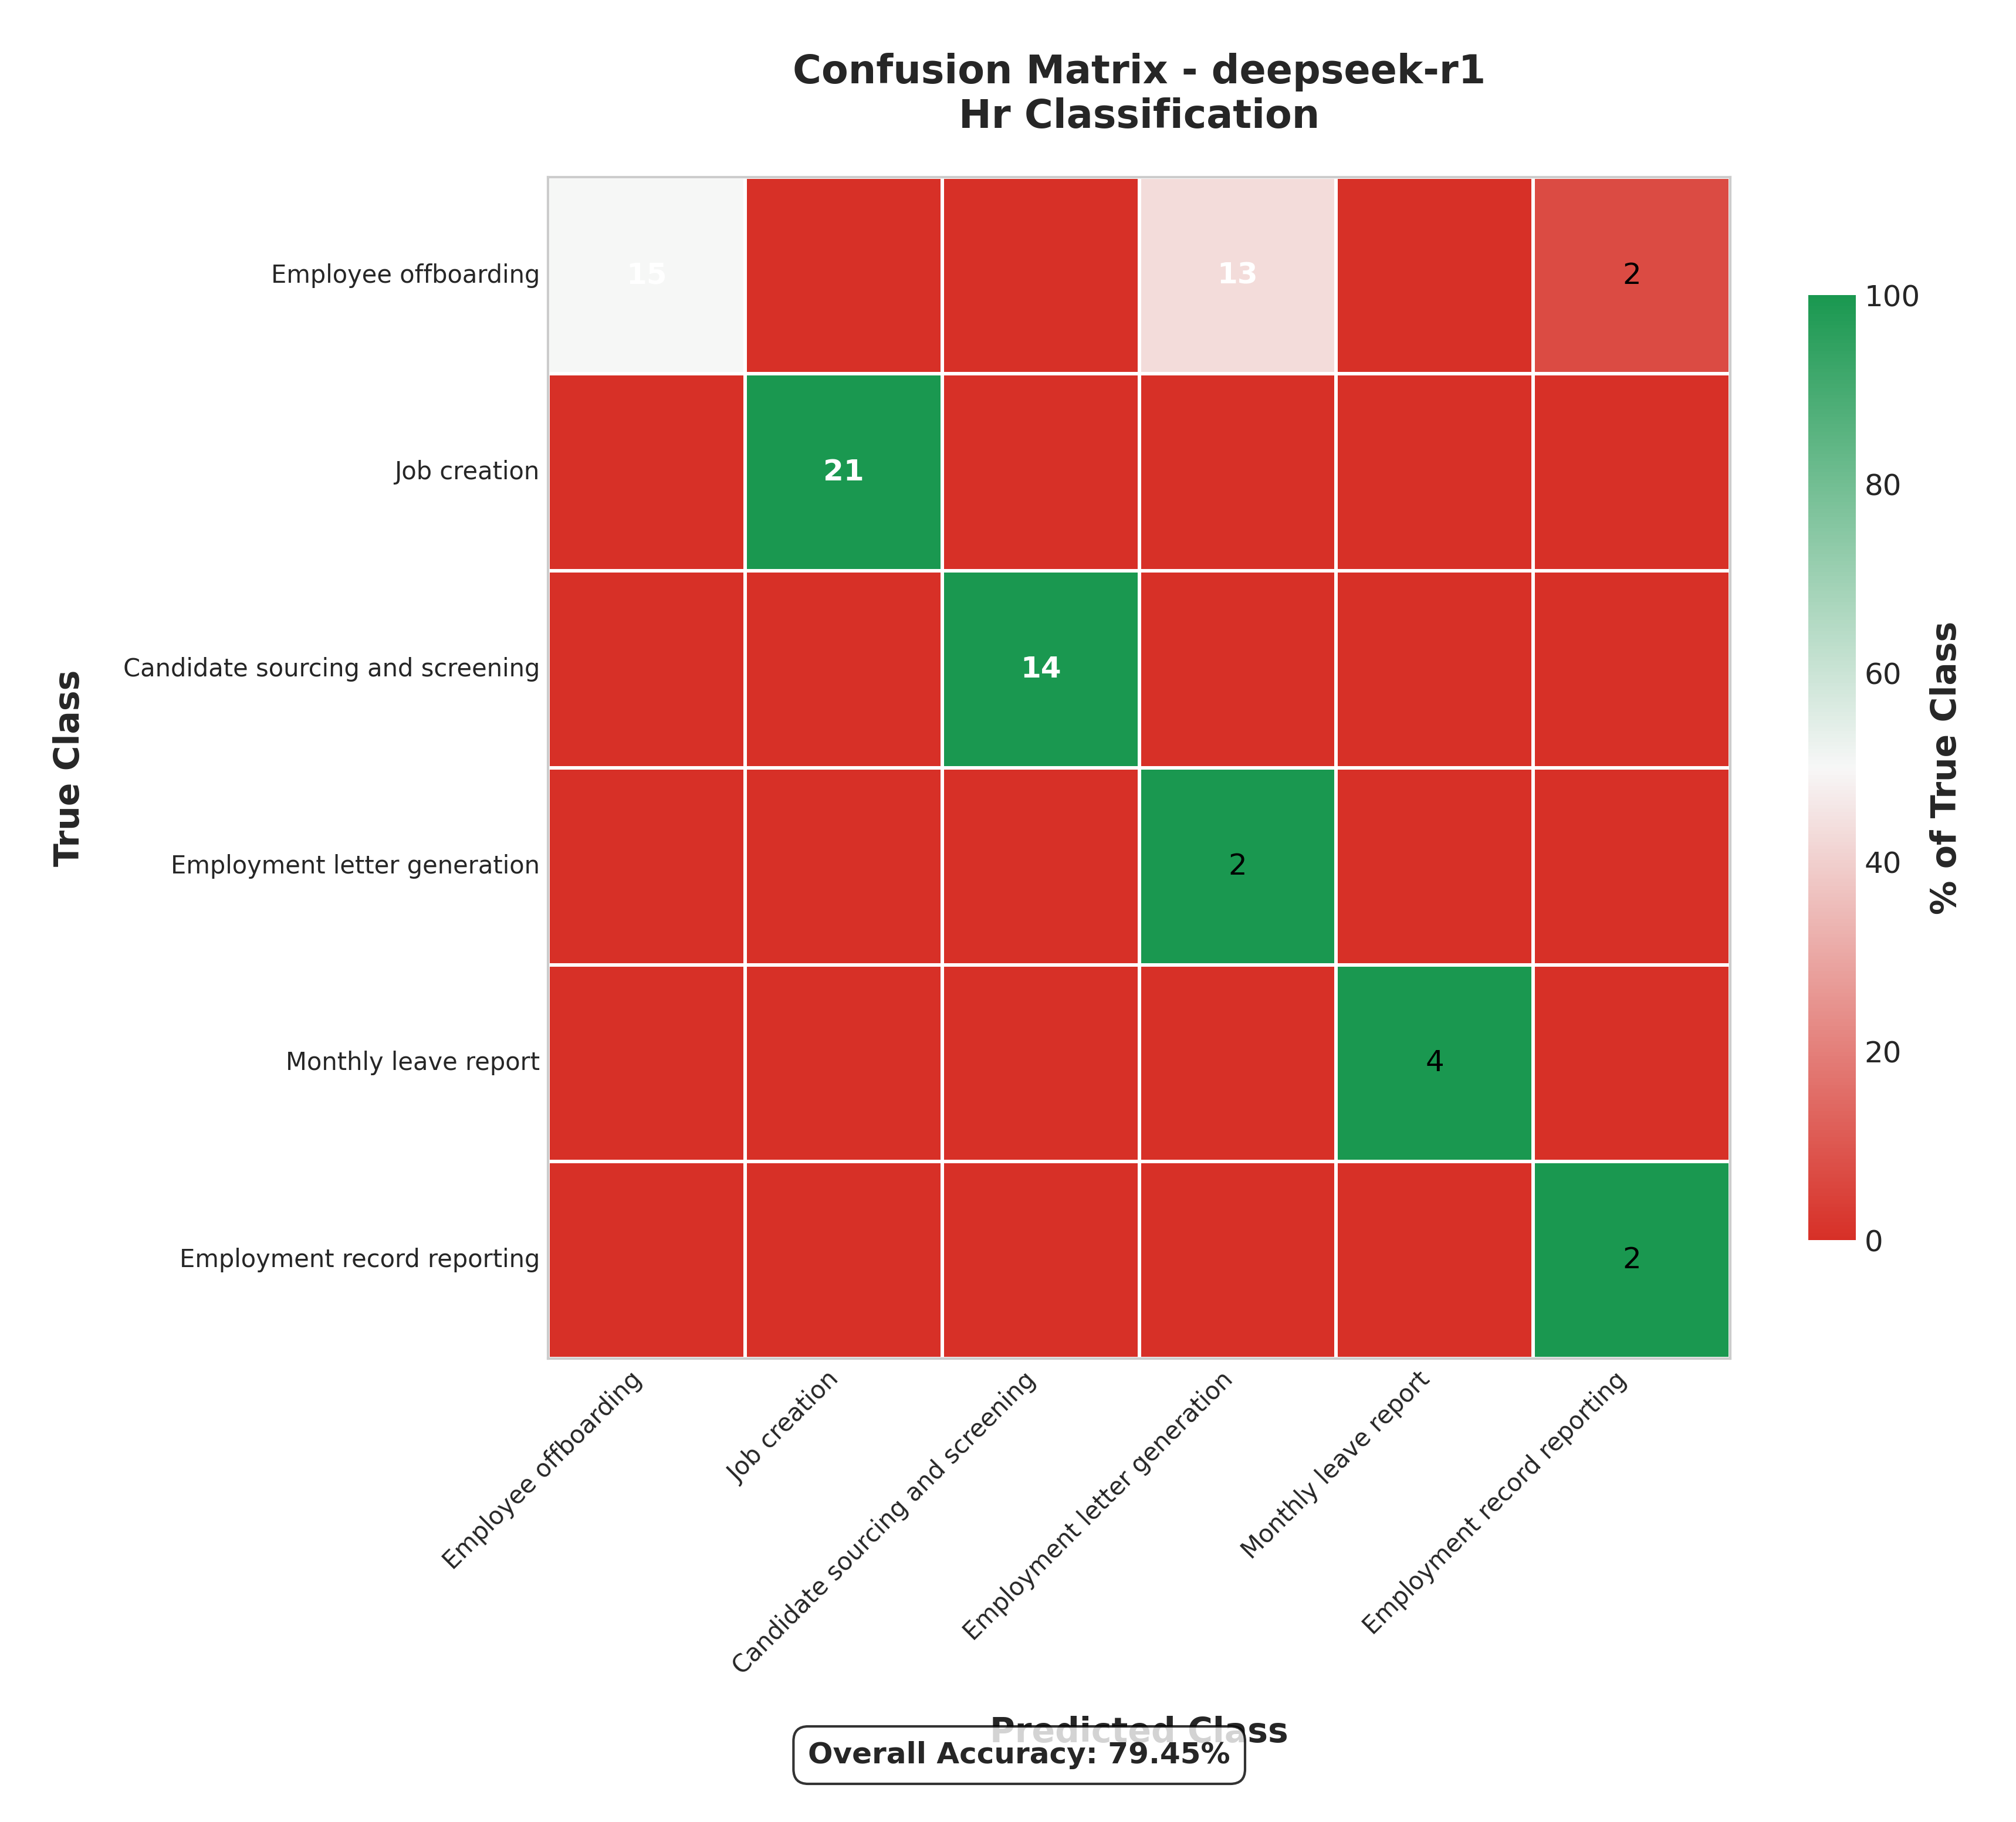 Confusion Matrix - deepseek-r1
Hr Classification
Employee offboarding
15
13
2
Job creation
21
Candidate sourcing and screening
14
Employment letter generation
2
Monthly leave report
4
Employment record reporting
2
True Class
100
80
60
40
20
0
% of True Class
Employee offboarding
Job creation
Candidate sourcing and screening
Employment letter generation
Monthly leave report
Employment record reporting
Predicted Class
Overall Accuracy: 79.45%